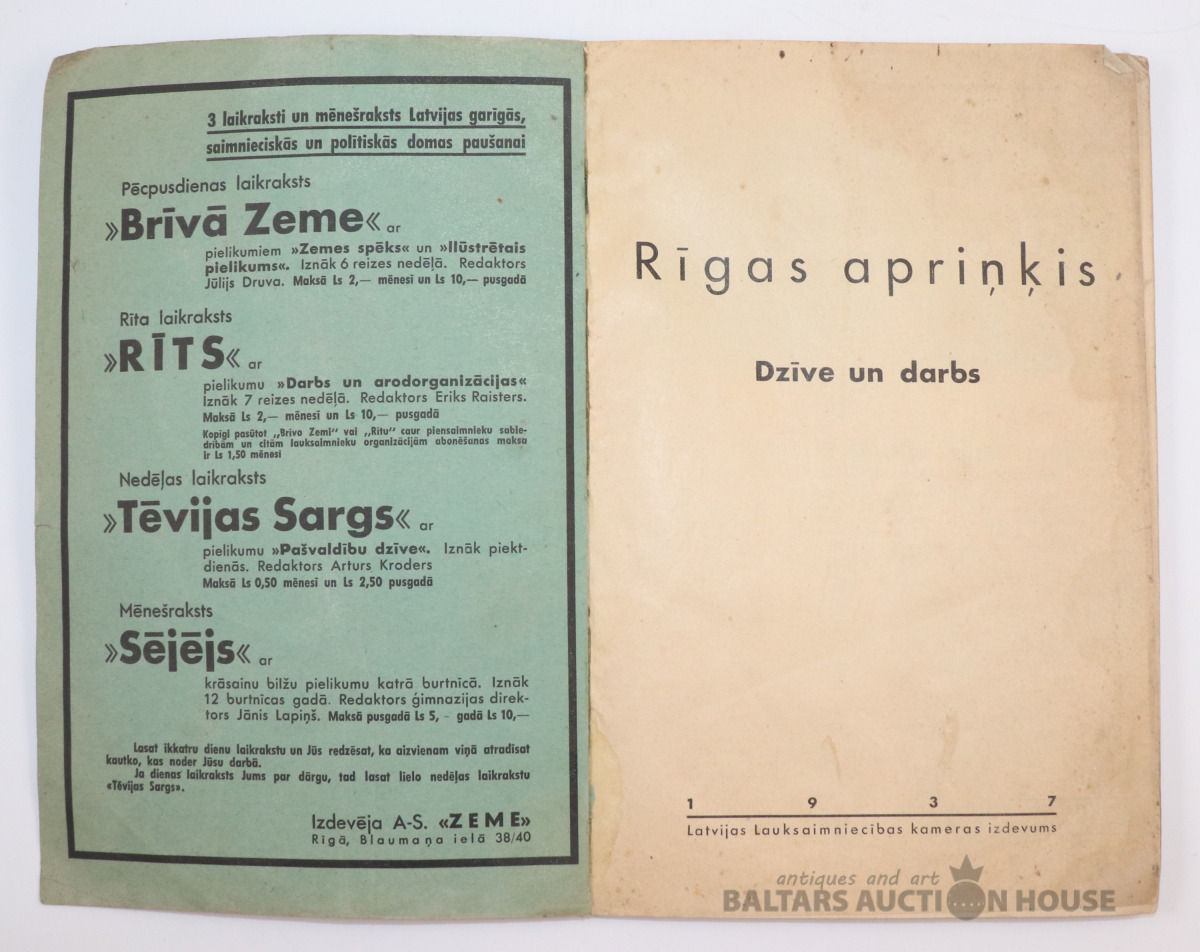 3 laikraksti un mēnešraksts Latvijas garīgās,
saimnieciskās un polītiskās domas paušanai
Pēcpusdienas laikraksts
»Brīvā Zeme« ar
pielikumiem »Zemes spēks« un »Ilūstrētais
pielikums«. Iznāk 6 reizes nedēļā. Redaktors
Jūlijs Druva. Maksā Ls 2,— mēnesī un Ls 10,— pusgadā
Rīta laikraksts
»RĪTS« ar
pielikumu »Darbs un arodorganizācijas«
Iznāk 7 reizes nedēļā. Redaktors Eriks Raisters.
Maksā Ls 2,— mēnesī un Ls 10,— pusgadā
Kopīgi pasūtot „Brīvo Zemi" vai „Rītu" caur piensaimnieku sabie-
drībām un citām lauksaimnieku organizācijām abonēšanas maksa
ir Ls 1,50 mēnesī
Nedēļas laikraksts
»Tēvijas Sargs« ar
pielikumu »Pašvaldību dzīve«. Iznāk piekt-
dienās. Redaktors Arturs Kroders
Maksā Ls 0,50 mēnesī un Ls 2,50 pusgadā
Mēnešraksts
»Sējējs« ar
krāsainu bilžu pielikumu katrā burtnīcā. Iznāk
12 burtnīcas gadā. Redaktors ģimnazijas direk-
tors Jānis Lapiņš. Maksā pusgadā Ls 5,- gadā Ls 10,—
Lasat ikkatru dienu laikrakstu un Jūs redzēsat, ka aizvienam viņā atradīsat
kautko, kas noder Jūsu darbā.
Ja dienas laikraksts Jums par dārgu, tad lasat lielo nedēļas laikrakstu
«Tēvijas Sargs».
Izdevēja A-S. «ZEME»
Rīgā, Blaumaņa ielā 38/40
Rīgas apriņķis
Dzīve un darbs
1 9 3 7
Latvijas Lauksaimniecības kameras izdevums
antiques and art
BALTARS AUCTION HOUSE